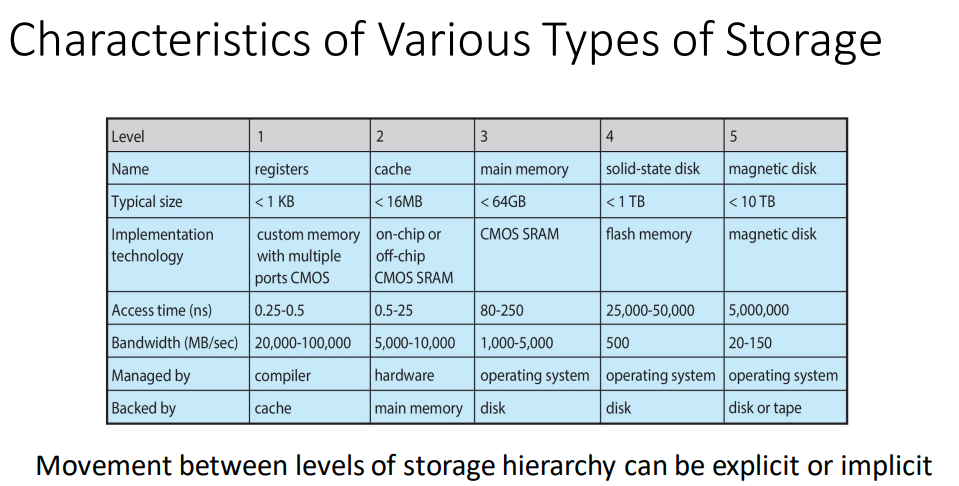 Characteristics of Various Types of Storage
Level 1 2 3 4 5
Name registers cache main memory solid-state disk magnetic disk
Typical size < 1 KB < 16MB < 64GB < 1 TB < 10 TB
Implementation custom memory on-chip or CMOS SRAM flash memory magnetic disk
technology with multiple off-chip
ports CMOS CMOS SRAM
Access time (ns) 0.25-0.5 0.5-25 80-250 25,000-50,000 5,000,000
Bandwidth (MB/sec) 20,000-100,000 5,000-10,000 1,000-5,000 500 20-150
Managed by compiler hardware operating system operating system operating system
Backed by cache main memory disk disk disk or tape
Movement between levels of storage hierarchy can be explicit or implicit